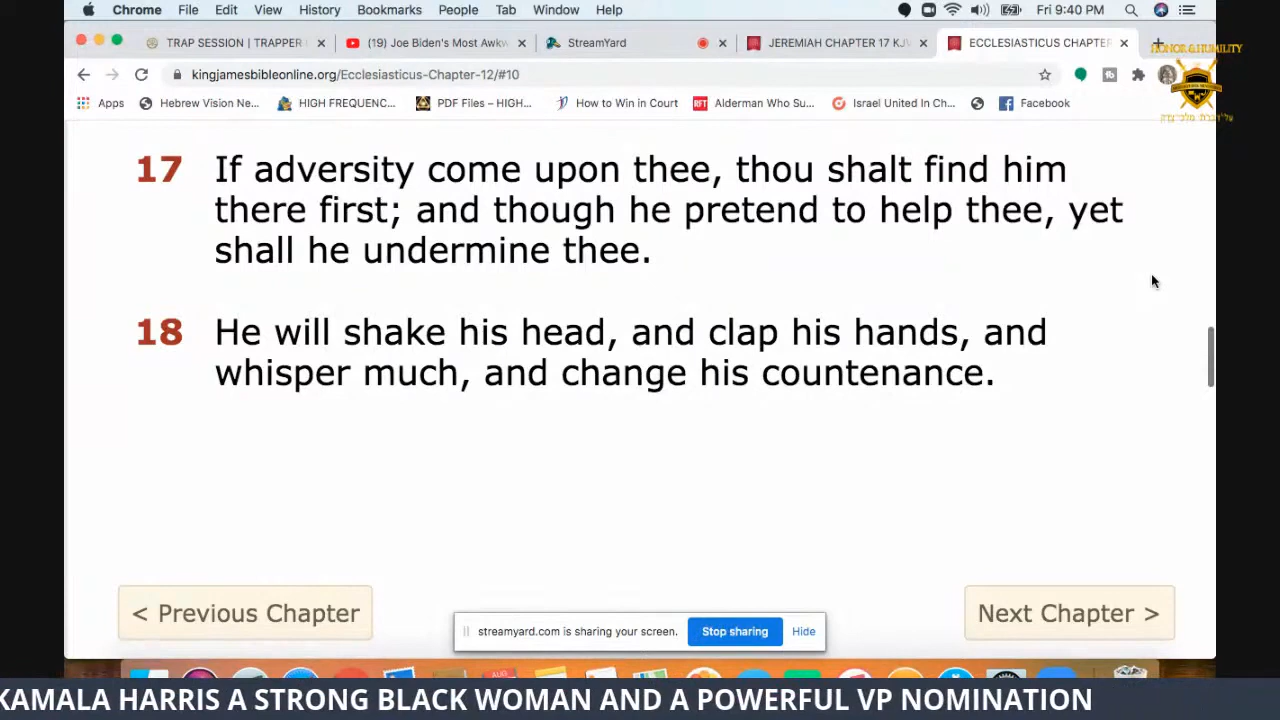 Chrome File Edit View History Bookmarks People Tab Window Help Fri 9:40 PM
TRAP SESSION | TRAPPER (19) Joe Biden's Most Awkw StreamYard JEREMIAH CHAPTER 17 KJV ECCLESIASTICUS CHAPTER
HONOR & HUMILITY
kingjamesbibleonline.org/Ecclesiasticus-Chapter-12/#10
Apps Hebrew Vision Ne... HIGH FREQUENC... PDF Files – HIGH... How to Win in Court RFT Alderman Who Su... Israel United In Ch... Facebook
17 If adversity come upon thee, thou shalt find him
there first; and though he pretend to help thee, yet
shall he undermine thee.
18 He will shake his head, and clap his hands, and
whisper much, and change his countenance.
< Previous Chapter Next Chapter >
streamyard.com is sharing your screen. Stop sharing Hide
KAMALA HARRIS A STRONG BLACK WOMAN AND A POWERFUL VP NOMINATION